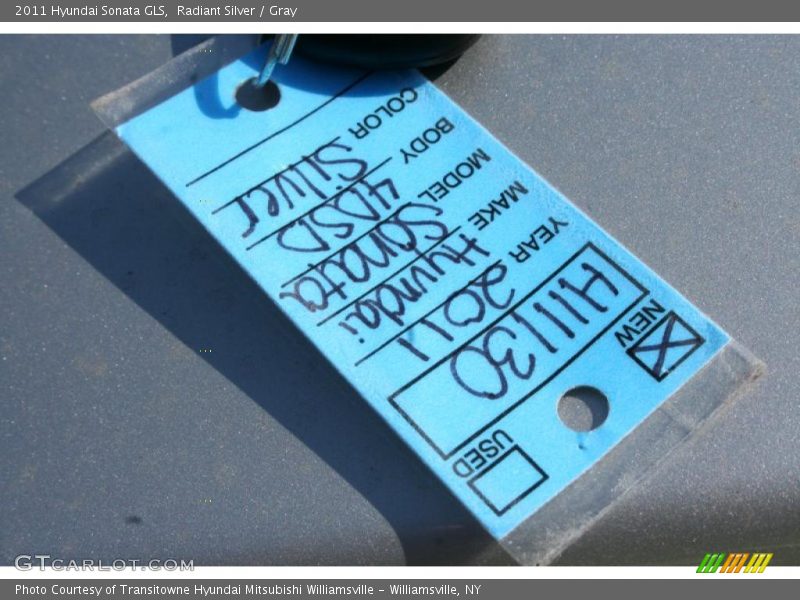 2011 Hyundai Sonata GLS, Radiant Silver / Gray
NEW
USED
H111130
YEAR 2011
MAKE Hyundai
MODEL Sonata
BODY 4DSD
COLOR Silver
GTCARLOT.COM
Photo Courtesy of Transitowne Hyundai Mitsubishi Williamsville - Williamsville, NY